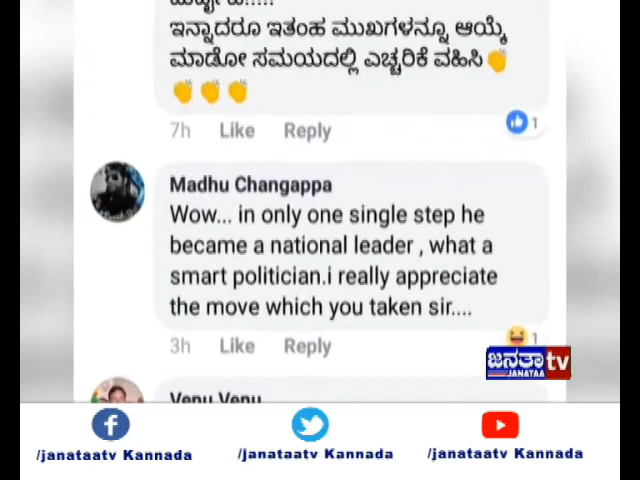 ಇನ್ನಾದರೂ ಇತಂಹ ಮುಖಗಳನ್ನೂ ಆಯ್ಕೆ
ಮಾಡೋ ಸಮಯದಲ್ಲಿ ಎಚ್ಚರಿಕೆ ವಹಿಸಿ👏
👏👏👏
7h Like Reply 1
Madhu Changappa
Wow... in only one single step he
became a national leader , what a
smart politician.i really appreciate
the move which you taken sir....
3h Like Reply 1
ಜನತಾ tv
JANATAA
Venu Venu
/janataatv Kannada /janataatv Kannada /janataatv Kannada